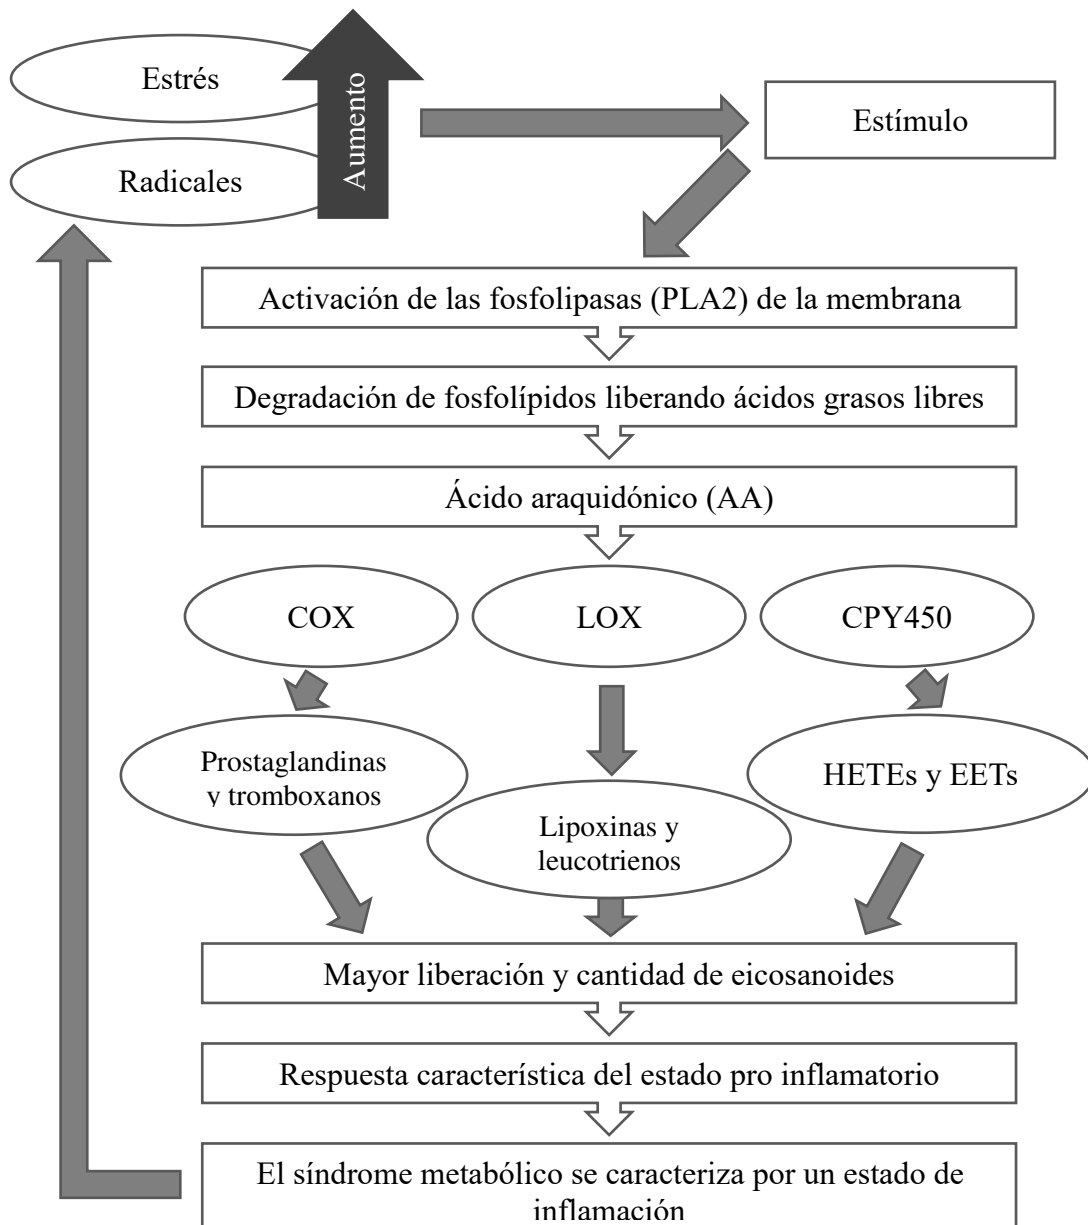 Estrés
Aumento
Estímulo
Radicales
Activación de las fosfolipasas (PLA2) de la membrana
Degradación de fosfolípidos liberando ácidos grasos libres
Ácido araquidónico (AA)
COX
LOX
CPY450
Prostaglandinas
y tromboxanos
HETEs y EETs
Lipoxinas y
leucotrienos
Mayor liberación y cantidad de eicosanoides
Respuesta característica del estado pro inflamatorio
El síndrome metabólico se caracteriza por un estado de
inflamación